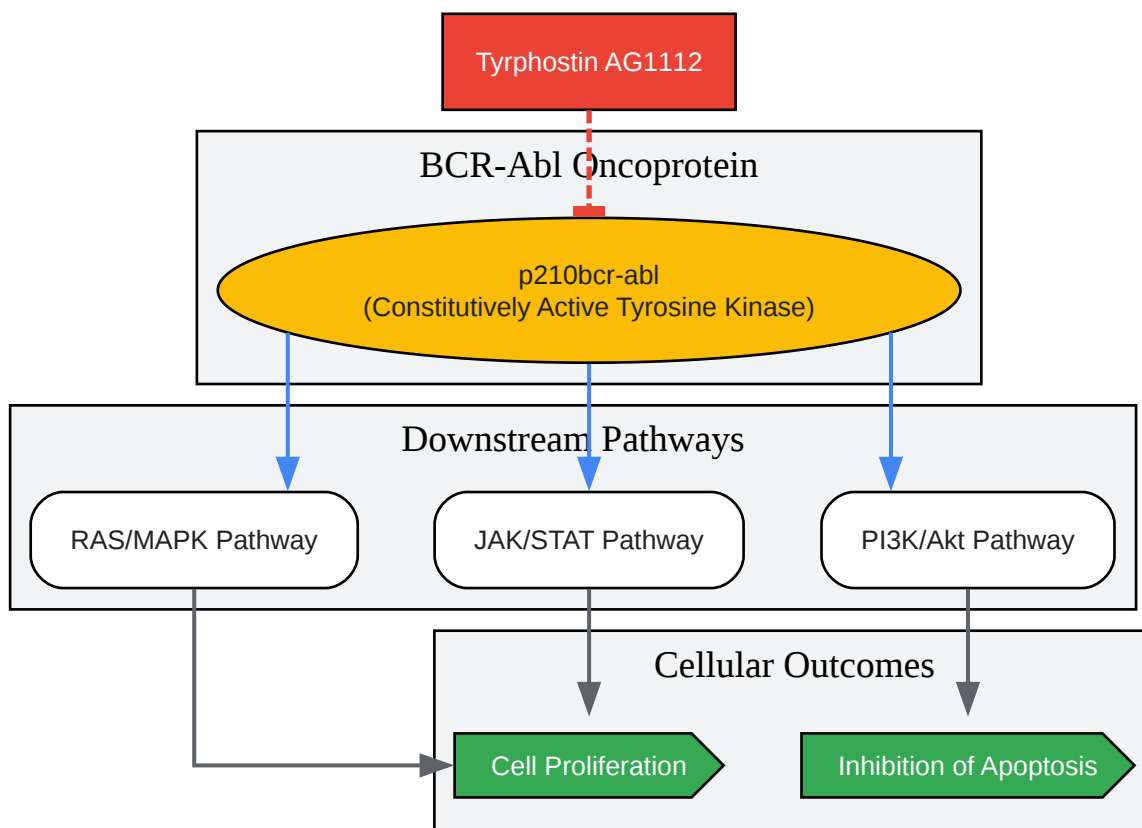 Tyrphostin AG1112
BCR-Abl Oncoprotein
p210bcr-abl
(Constitutively Active Tyrosine Kinase)
Downstream Pathways
RAS/MAPK Pathway
JAK/STAT Pathway
PI3K/Akt Pathway
Cellular Outcomes
Cell Proliferation
Inhibition of Apoptosis